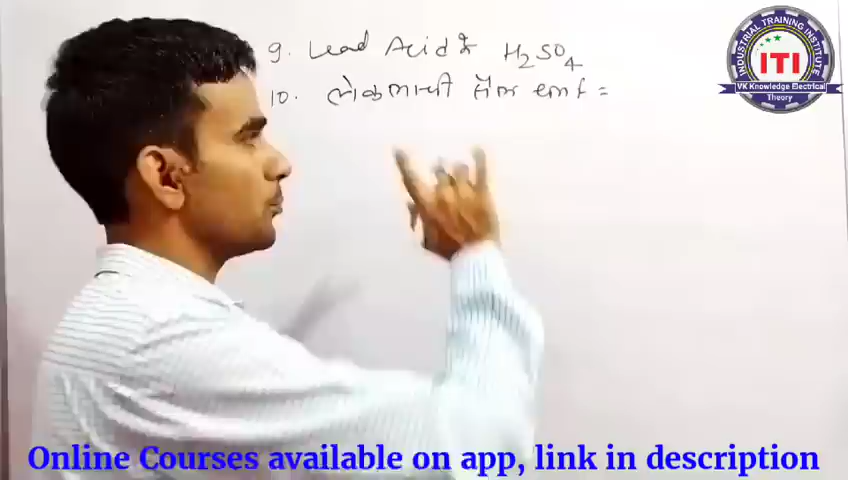 9. Lead Acid में H2SO4
10. लेकलांची सैल emf =
INDUSTRIAL TRAINING INSTITUTE
ITI
VK Knowledge Electrical
Theory
Online Courses available on app, link in description